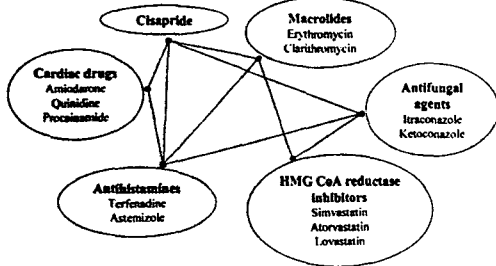 Cisapride
Macrolides
Erythromycin
Clarithromycin
Cardiac drugs
Amiodarone
Quinidine
Procainamide
Antifungal
agents
Itraconazole
Ketoconazole
Antihistamines
Terfenadine
Astemizole
HMG CoA reductase
inhibitors
Simvastatin
Atorvastatin
Lovastatin